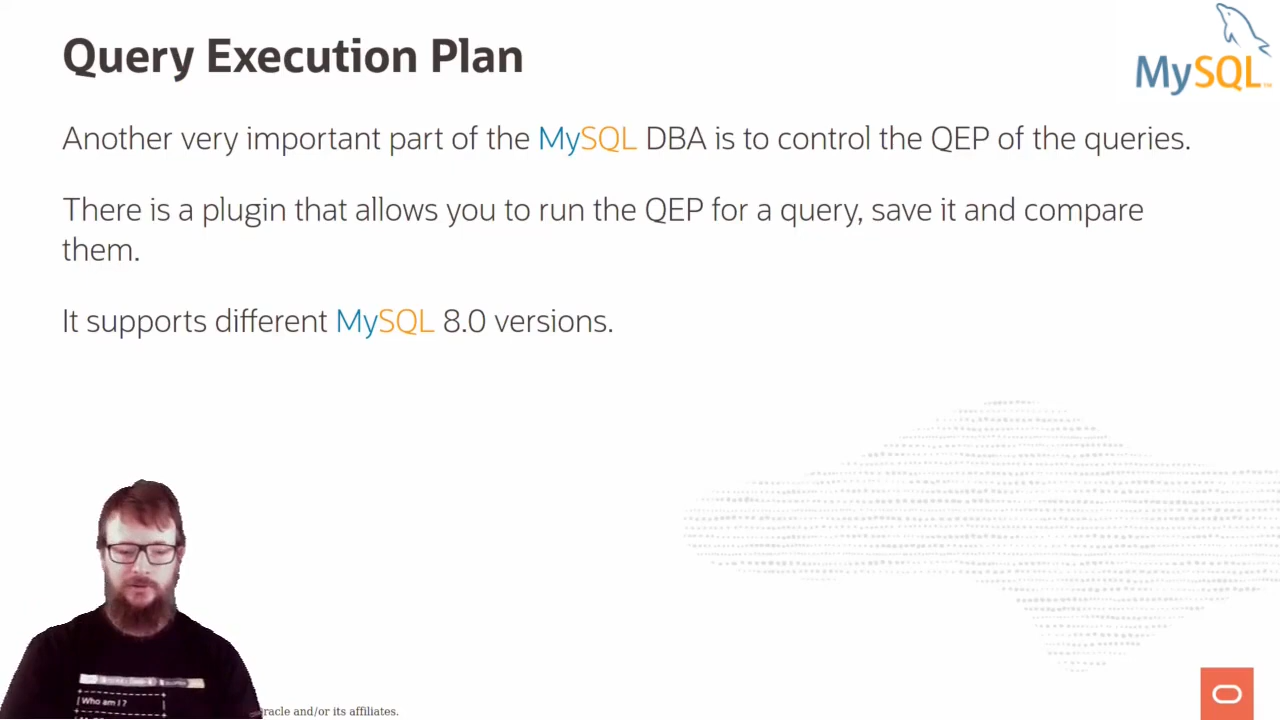 Query Execution Plan
MySQL
Another very important part of the MySQL DBA is to control the QEP of the queries.
There is a plugin that allows you to run the QEP for a query, save it and compare
them.
It supports different MySQL 8.0 versions.
Who am I ?
and/or its affiliates.